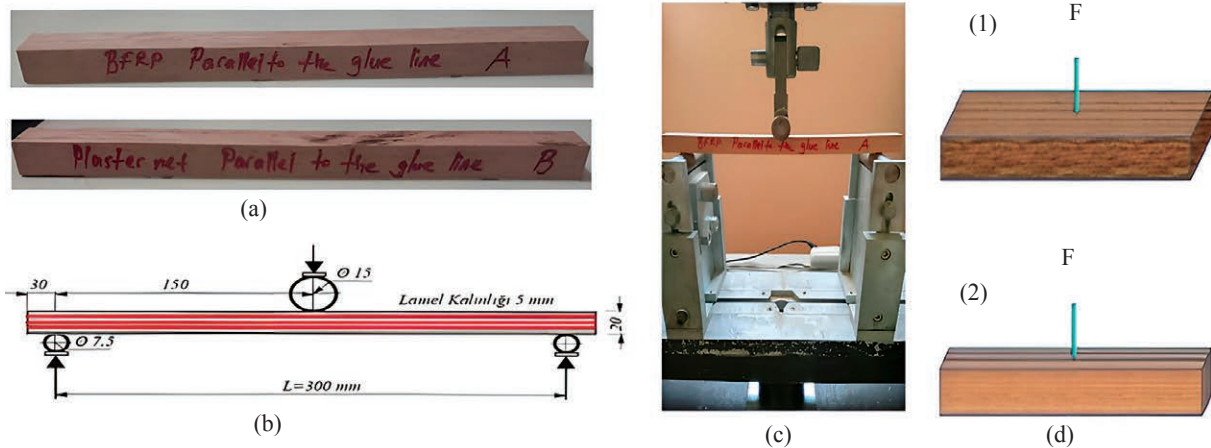 (a)
BFRP Parallel to the glue line A
Plaster net Parallel to the glue line B
30
150
Ø 15
Lamel Kalınlığı 5 mm
20
Ø 7.5
L=300 mm
(b)
BFRP Parallel to the glue line A
(c)
(1)
F
(2)
F
(d)